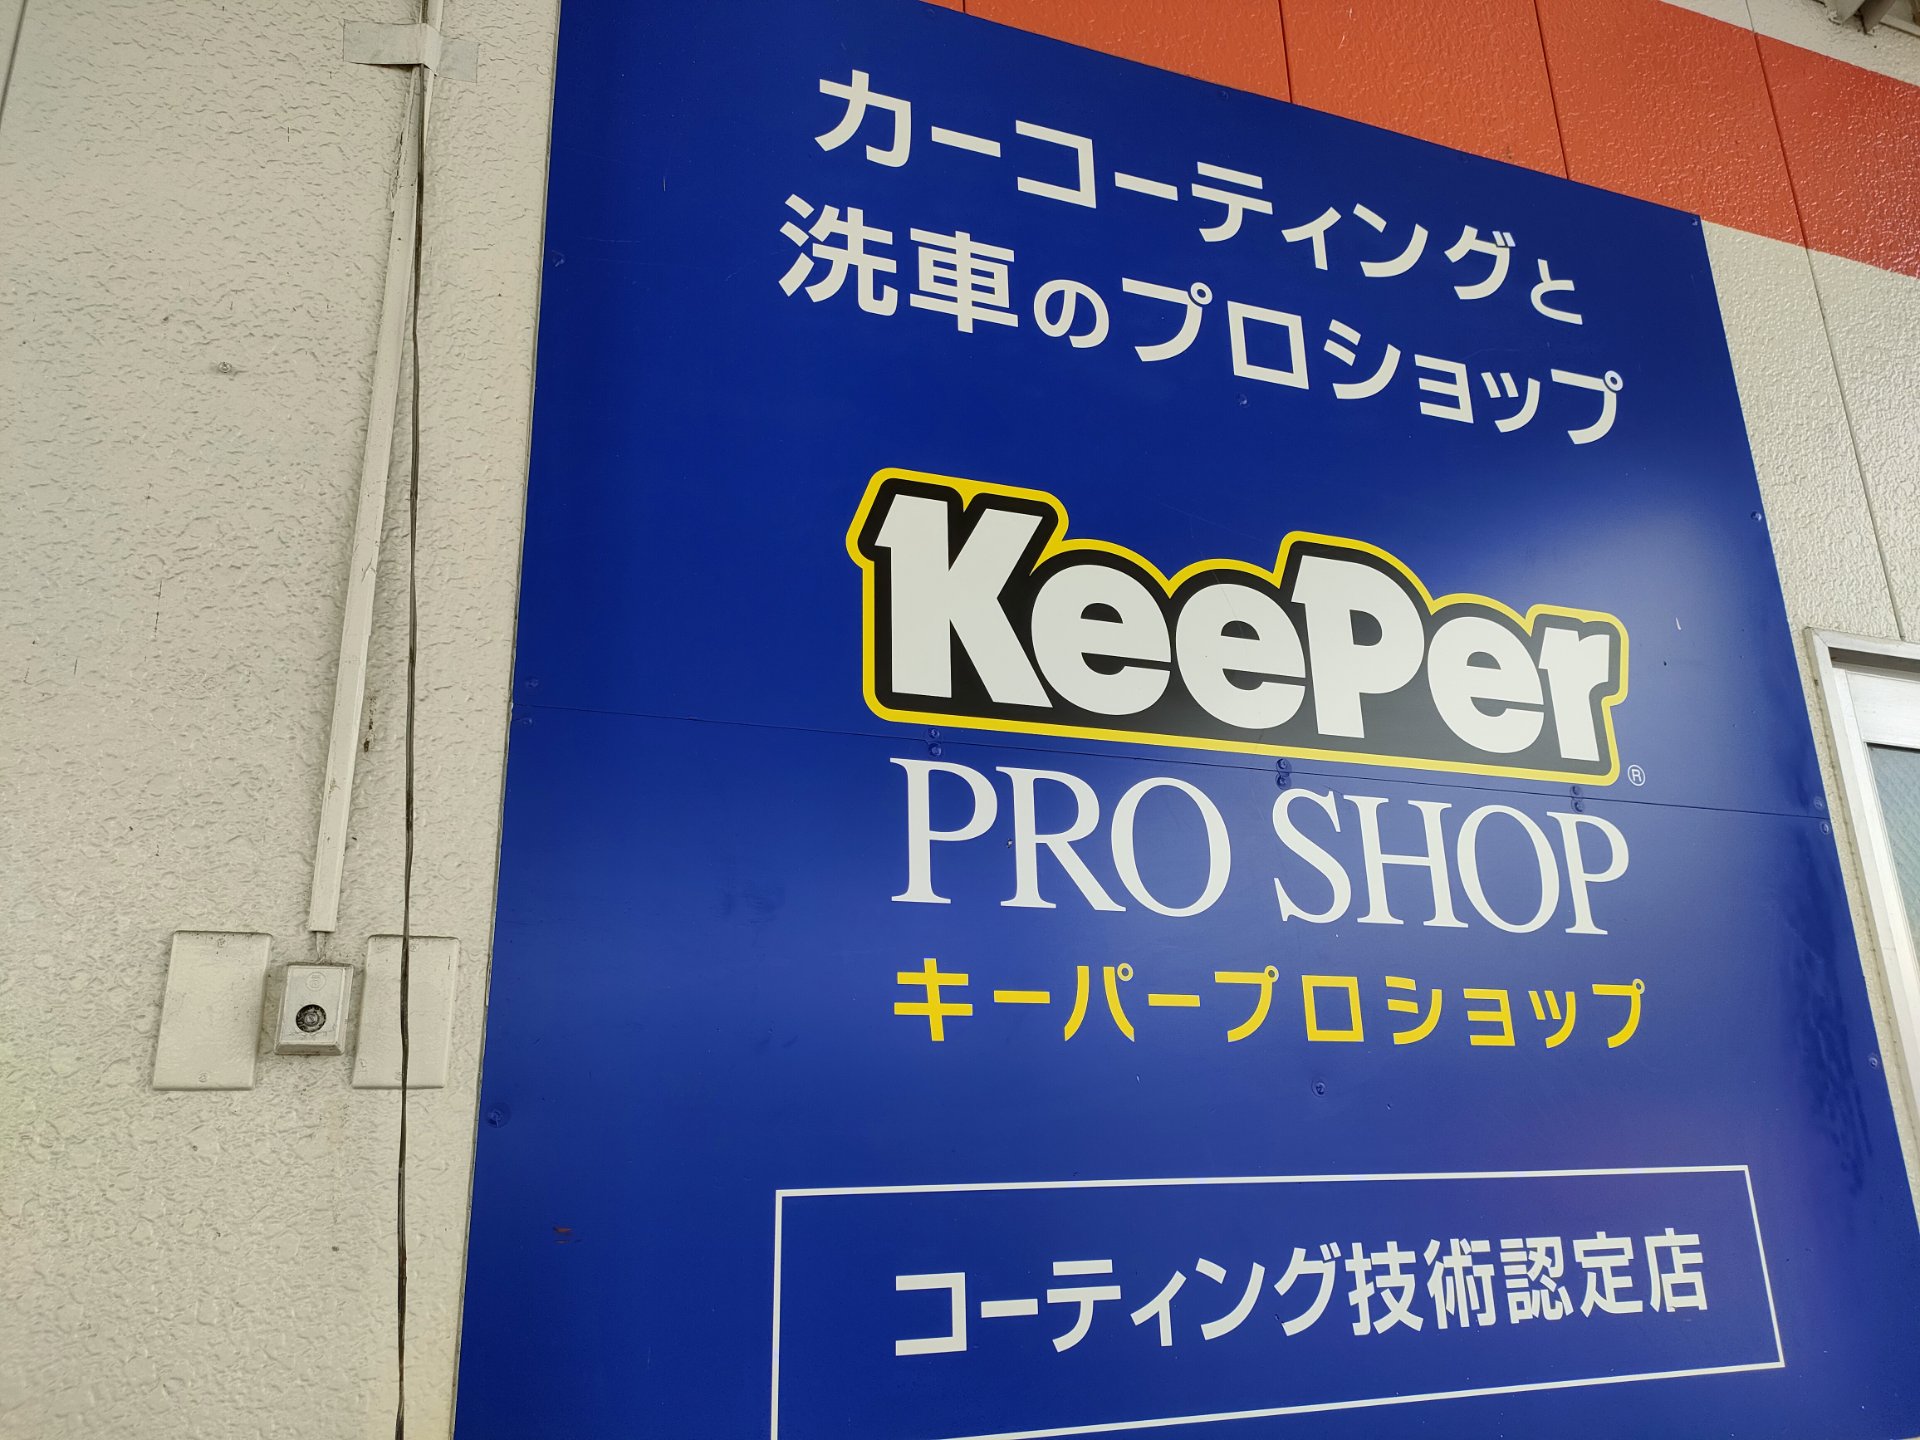 カーコーティングと
洗車のプロショップ
KeePer
®
PRO SHOP
キーパープロショップ
コーティング技術認定店